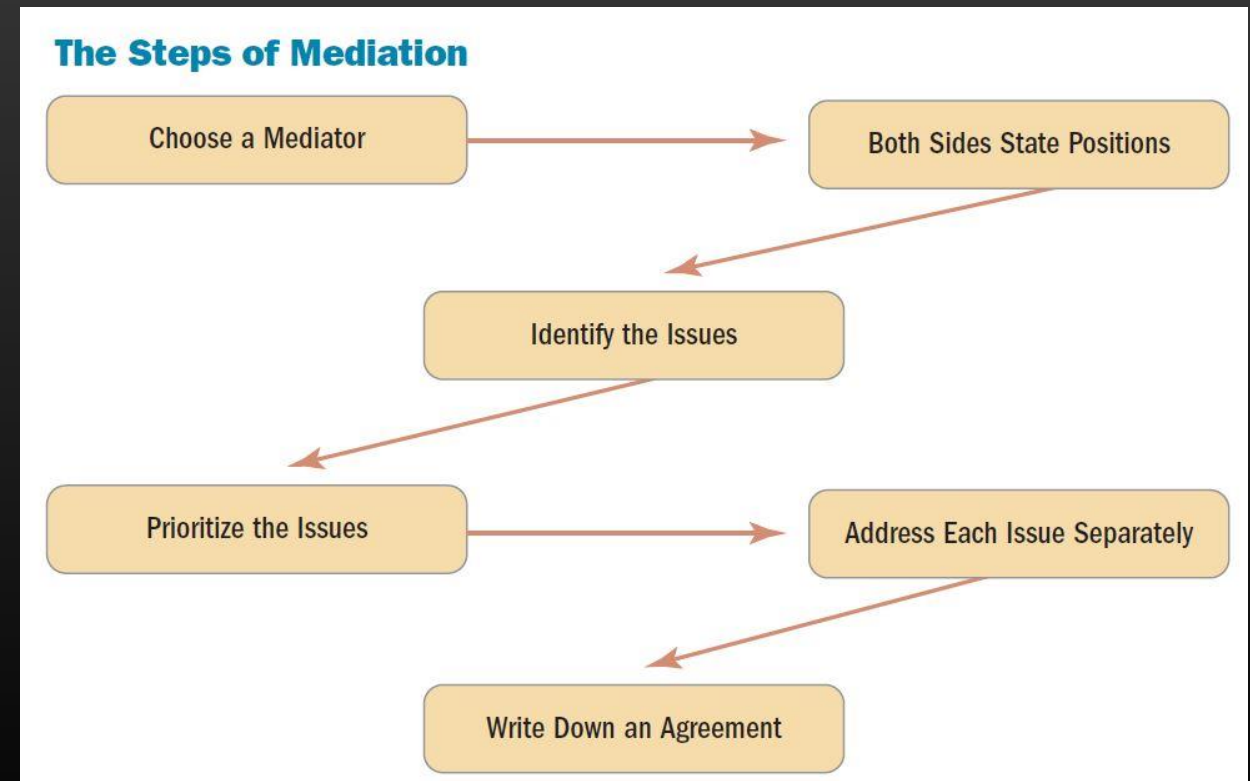 The Steps of Mediation
Choose a Mediator
Both Sides State Positions
Identify the Issues
Prioritize the Issues
Address Each Issue Separately
Write Down an Agreement